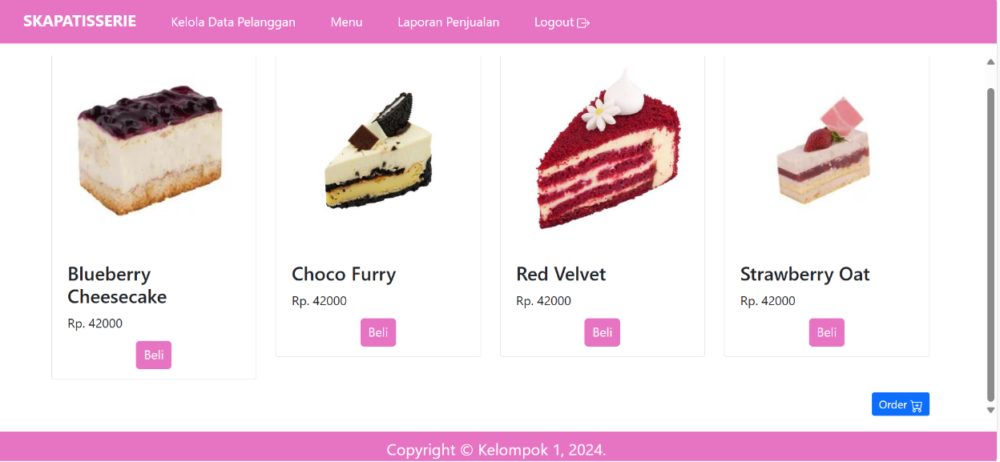 SKAPATISSERIE Kelola Data Pelanggan Menu Laporan Penjualan Logout
Blueberry
Cheesecake
Rp. 42000
Beli
Choco Furry
Rp. 42000
Beli
Red Velvet
Rp. 42000
Beli
Strawberry Oat
Rp. 42000
Beli
Order
Copyright © Kelompok 1, 2024.